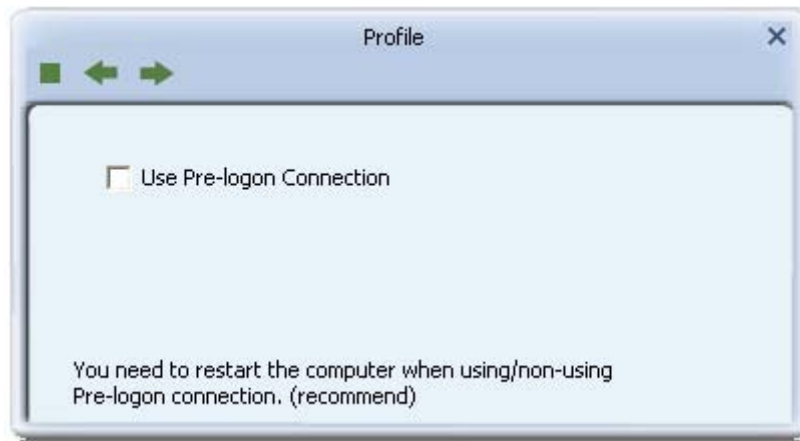 Profile
Use Pre-logon Connection
You need to restart the computer when using/non-using
Pre-logon connection. (recommend)